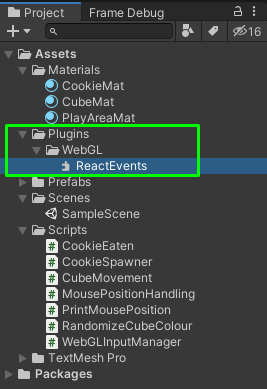 Project Frame Debug
16
Assets
Materials
CookieMat
CubeMat
PlayAreaMat
Plugins
WebGL
ReactEvents
Prefabs
Scenes
SampleScene
Scripts
# CookieEaten
# CookieSpawner
# CubeMovement
# MousePositionHandling
# PrintMousePosition
# RandomizeCubeColour
# WebGLInputManager
TextMesh Pro
Packages